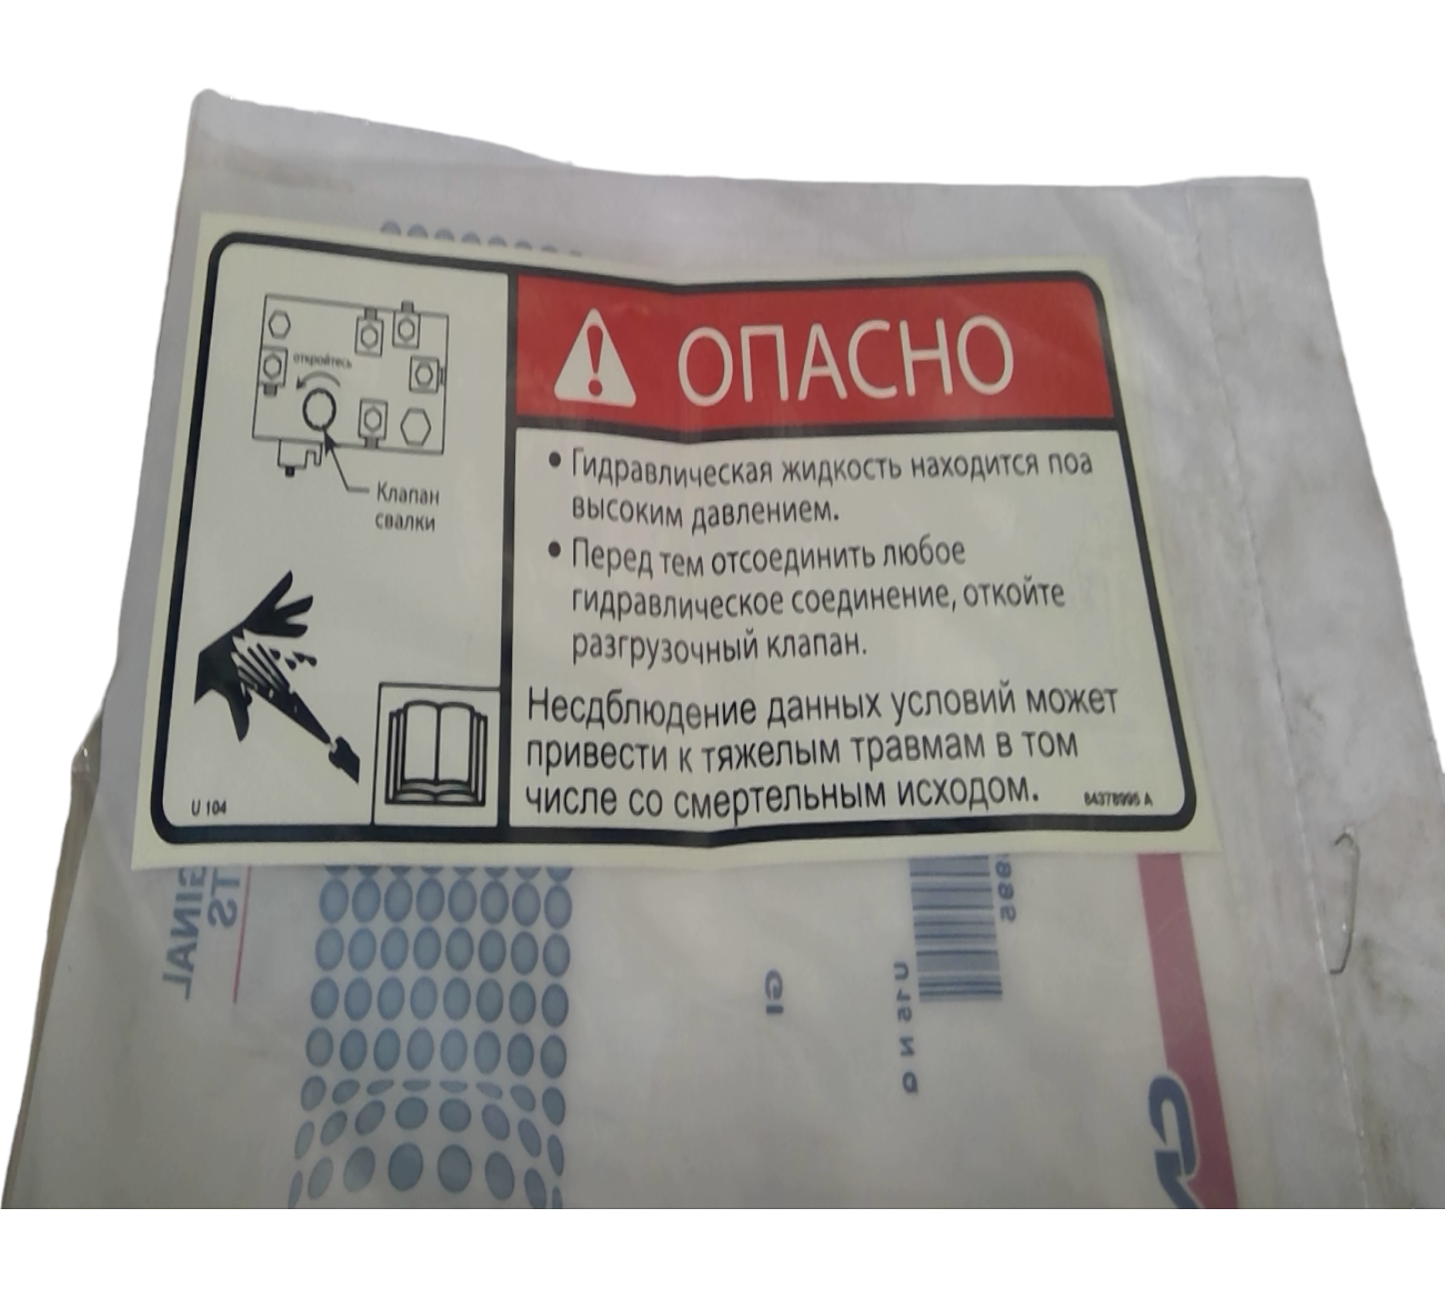 откройтесь
Клапан
свалки
U 104
ОПАСНО
• Гидравлическая жидкость находится поа
высоким давлением.
• Перед тем отсоединить любое
гидравлическое соединение, откойте
разгрузочный клапан.
Несдблюдение данных условий может
привести к тяжелым травмам в том
числе со смертельным исходом.
84378995 A
GI